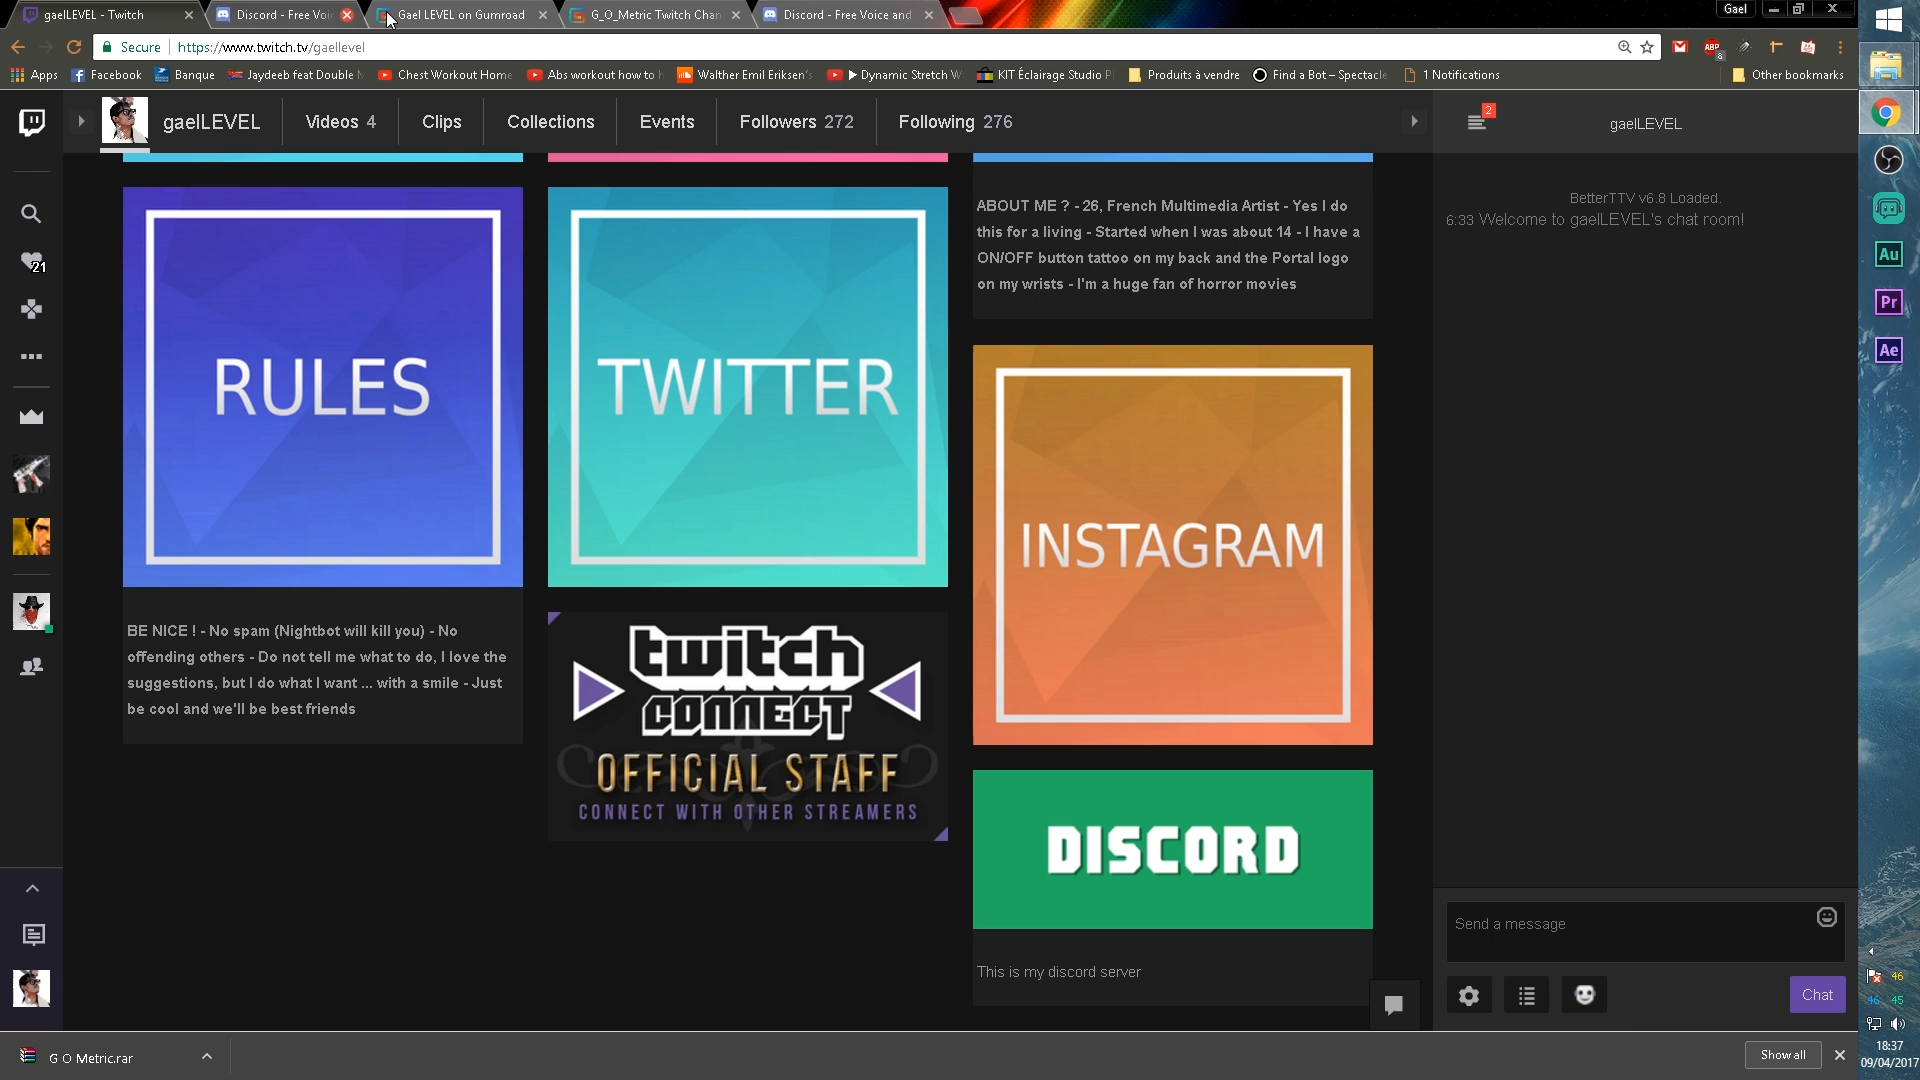 gaelLEVEL - Twitch
Discord - Free Voi
Gael LEVEL on Gumroad
G_O_Metric Twitch Chan
Discord - Free Voice and
Gael
Secure
https://www.twitch.tv/gaellevel
ABP
8
Apps
Facebook
Banque
Jaydeeb feat Double
Chest Workout Home
Abs workout how to
Walther Emil Eriksen's
Dynamic Stretch W
KIT Éclairage Studio P
Produits à vendre
Find a Bot – Spectacle
1 Notifications
Other bookmarks
gaelLEVEL
Videos 4
Clips
Collections
Events
Followers 272
Following 276
2
gaelLEVEL
BetterTTV v6.8 Loaded.
6:33 Welcome to gaelLEVEL's chat room!
21
RULES
BE NICE ! - No spam (Nightbot will kill you) - No
offending others - Do not tell me what to do, I love the
suggestions, but I do what I want ... with a smile - Just
be cool and we'll be best friends
TWITTER
twitch
CONNECT
OFFICIAL STAFF
CONNECT WITH OTHER STREAMERS
ABOUT ME ? - 26, French Multimedia Artist - Yes I do
this for a living - Started when I was about 14 - I have a
ON/OFF button tattoo on my back and the Portal logo
on my wrists - I'm a huge fan of horror movies
INSTAGRAM
DISCORD
This is my discord server
Send a message
Chat
G O Metric.rar
Show all
Au
Pr
Ae
46
46 45
18:37
09/04/2017